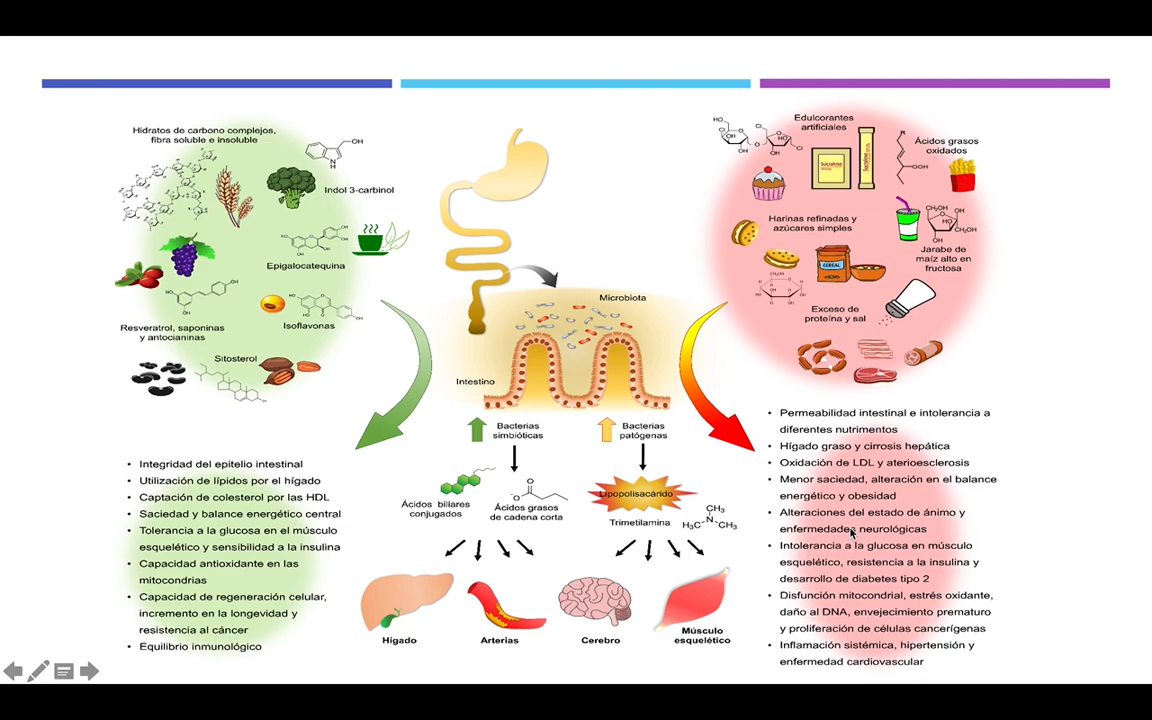 Hidratos de carbono complejos,
fibra soluble e insoluble
OH
N
H
Indol 3-carbinol
Epigalocatequina
Resveratrol, saponinas
y antocianinas
Isoflavonas
Sitosterol
Integridad del epitelio intestinal
Utilización de lípidos por el hígado
Captación de colesterol por las HDL
Saciedad y balance energético central
Tolerancia a la glucosa en el músculo
esquelético y sensibilidad a la insulina
Capacidad antioxidante en las
mitocondrias
Capacidad de regeneración celular,
incremento en la longevidad y
resistencia al cáncer
Equilibrio inmunológico
Microbiota
Intestino
Bacterias
simbióticas
Bacterias
patógenas
Ácidos biliares
conjugados
Ácidos grasos
de cadena corta
Lipopolisacárido
Trimetilamina
CH₃
N
H₃C
CH₃
Hígado
Arterias
Cerebro
Músculo
esquelético
Edulcorantes
artificiales
Sucralosa
Sucralosa
Ácidos grasos
oxidados
OH
Harinas refinadas y
azúcares simples
CEREAL
Jarabe de
maíz alto en
fructosa
Exceso de
proteína y sal
Permeabilidad intestinal e intolerancia a
diferentes nutrimentos
Hígado graso y cirrosis hepática
Oxidación de LDL y aterioesclerosis
Menor saciedad, alteración en el balance
energético y obesidad
Alteraciones del estado de ánimo y
enfermedades neurológicas
Intolerancia a la glucosa en músculo
esquelético, resistencia a la insulina y
desarrollo de diabetes tipo 2
Disfunción mitocondrial, estrés oxidante,
daño al DNA, envejecimiento prematuro
y proliferación de células cancerígenas
Inflamación sistémica, hipertensión y
enfermedad cardiovascular